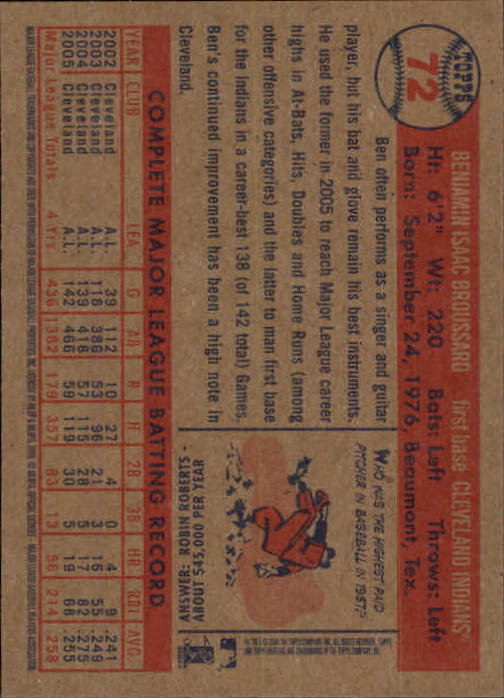 TOPPS
72
BENJAMIN ISAAC BROUSSARD first base CLEVELAND INDIANS
Ht: 6'2" Wt: 220 Bats: Left Throws: Left
Born: September 24, 1976, Beaumont, Tex.
Ben often performs as a singer and guitar
player, but his bat and glove remain his best instruments.
He used the former in 2005 to reach Major League career
highs in At-Bats, Hits, Doubles and Home Runs (among
other offensive categories) and the latter to man first base
for the Indians in a career-best 138 (of 142 total) Games.
Ben's continued improvement has been a high note in
Cleveland.
WHO WAS THE HIGHEST PAID
PITCHER IN BASEBALL IN 1957?
ANSWER: ROBIN ROBERTS -
ABOUT $45,000 PER YEAR
COMPLETE MAJOR LEAGUE BATTING RECORD
YEAR CLUB LEA G AB R H 2B 3B HR RBI AVG.
2002 Cleveland A.L. 39 112 10 27 4 0 4 9 .241
2003 Cleveland A.L. 116 386 53 96 21 3 16 55 .249
2004 Cleveland A.L. 139 418 57 115 28 5 17 82 .275
2005 Cleveland A.L. 142 466 59 119 30 5 19 68 .255
Major League Totals 4 Yrs 436 1382 179 357 83 13 56 214 .258